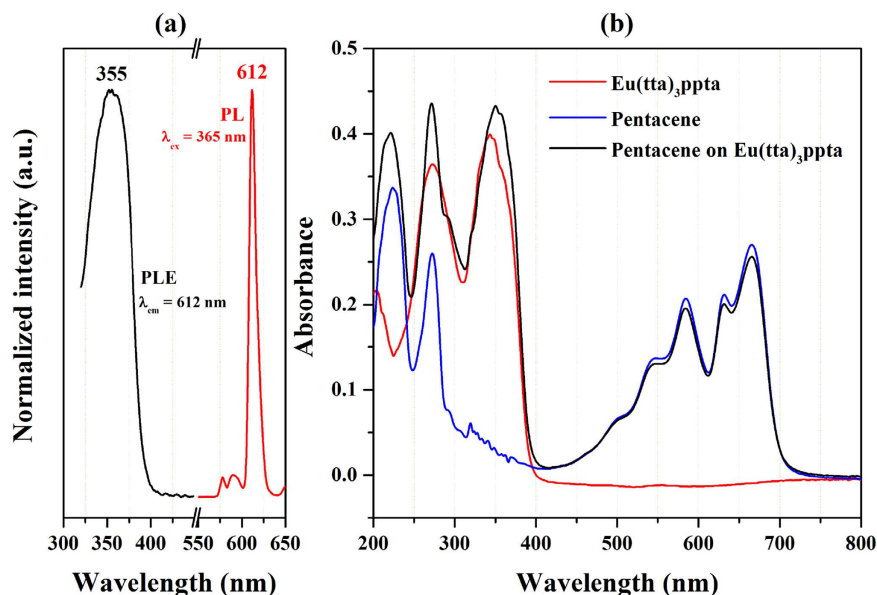 (a)
355
612
PL
λex = 365 nm
PLE
λem = 612 nm
Normalized intensity (a.u.)
300 350 400 550 600 650
Wavelength (nm)
(b)
Eu(tta)3ppta
Pentacene
Pentacene on Eu(tta)3ppta
Absorbance
0.5
0.4
0.3
0.2
0.1
0.0
200 300 400 500 600 700 800
Wavelength (nm)